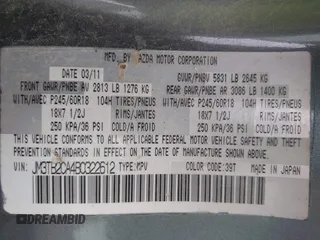 MFD. BY MAZDA MOTOR CORPORATION
DATE 03/11 GVWR/PNBV 5831 LB 2645 KG
FRONT GAWR/PNBE AV 2813 LB 1276 KG REAR GAWR/PNBE AR 3086 LB 1400 KG
WITH/AVEC P245/60R18 104H TIRES/PNEUS WITH/AVEC P245/60R18 104H TIRES/PNEUS
18X7 1/2J RIMS/JANTES 18X7 1/2J RIMS/JANTES
250 KPA/36 PSI COLD/A FROID 250 KPA/36 PSI COLD/A FROID
THIS VEHICLE CONFORMS TO ALL APPLICABLE FEDERAL MOTOR VEHICLE SAFETY AND THEFT
PREVENTION STANDARDS IN EFFECT ON THE DATE OF MANUFACTURE SHOWN ABOVE.
VIN: JM3TB2CA4B0322612 TYPE: MPV COLOR CODE: 39T MADE IN JAPAN
DREAMBID